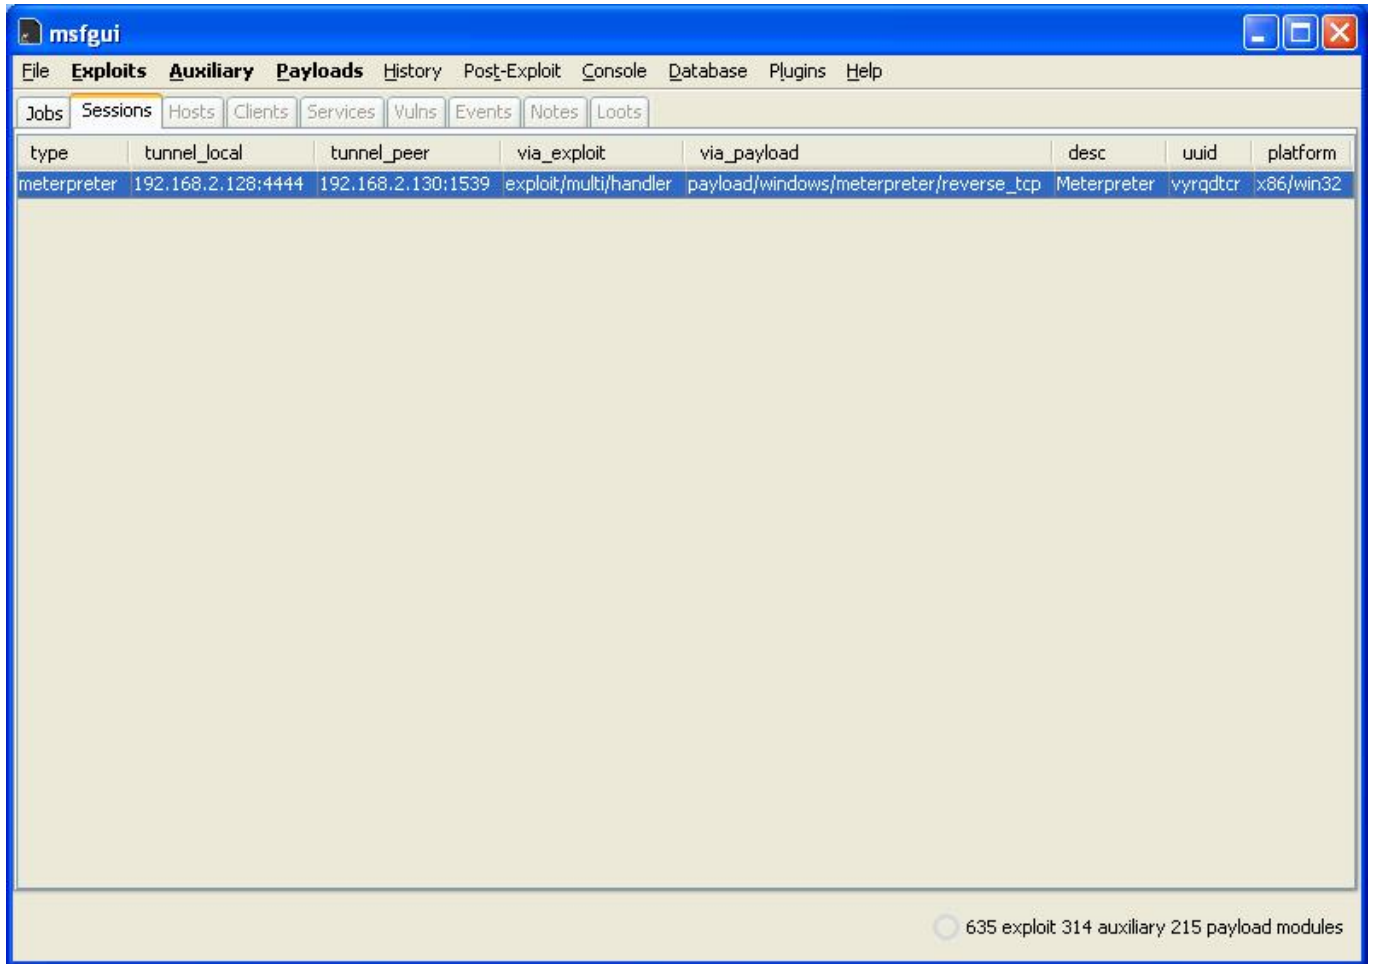 msfgui
File Exploits Auxiliary Payloads History Post-Exploit Console Database Plugins Help
Jobs Sessions Hosts Clients Services Vulns Events Notes Loots
type tunnel_local tunnel_peer via_exploit via_payload desc uuid platform
meterpreter 192.168.2.128:4444 192.168.2.130:1539 exploit/multi/handler payload/windows/meterpreter/reverse_tcp Meterpreter vyrqdtcr x86/win32
635 exploit 314 auxiliary 215 payload modules